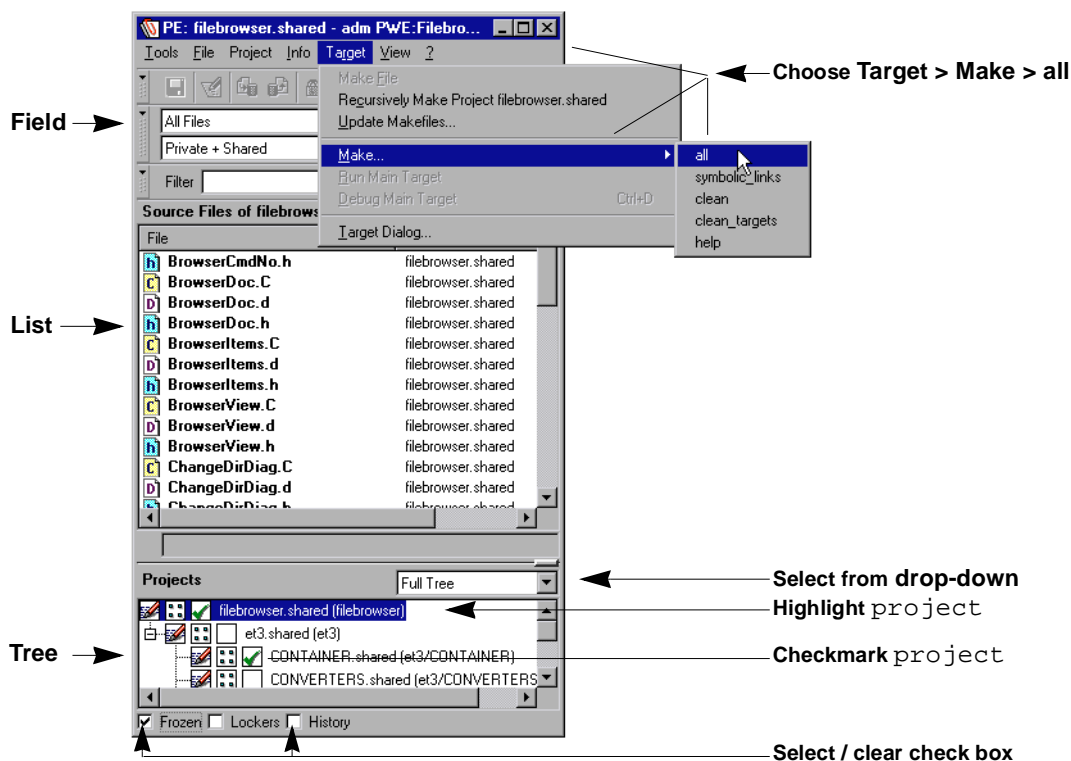 PE: filebrowser.shared - adm PWE:Filebro...
Tools File Project Info Target View ?
Choose Target > Make > all
Make File
Recursively Make Project filebrowser.shared
Update Makefiles...
Make...
Run Main Target
Debug Main Target Ctrl+D
Target Dialog...
all
symbolic_links
clean
clean_targets
help
Field
All Files
Private + Shared
Filter
Source Files of filebrows
File
List
BrowserCmdNo.h filebrowser.shared
BrowserDoc.C filebrowser.shared
BrowserDoc.d filebrowser.shared
BrowserDoc.h filebrowser.shared
BrowserItems.C filebrowser.shared
BrowserItems.d filebrowser.shared
BrowserItems.h filebrowser.shared
BrowserView.C filebrowser.shared
BrowserView.d filebrowser.shared
BrowserView.h filebrowser.shared
ChangeDirDiag.C filebrowser.shared
ChangeDirDiag.d filebrowser.shared
ChangeDirDiag.h filebrowser.shared
Projects Full Tree
Select from drop-down
filebrowser.shared (filebrowser)
Highlight project
et3.shared (et3)
Tree
CONTAINER.shared (et3/CONTAINER)
Checkmark project
CONVERTERS.shared (et3/CONVERTERS
Frozen Lockers History
Select / clear check box